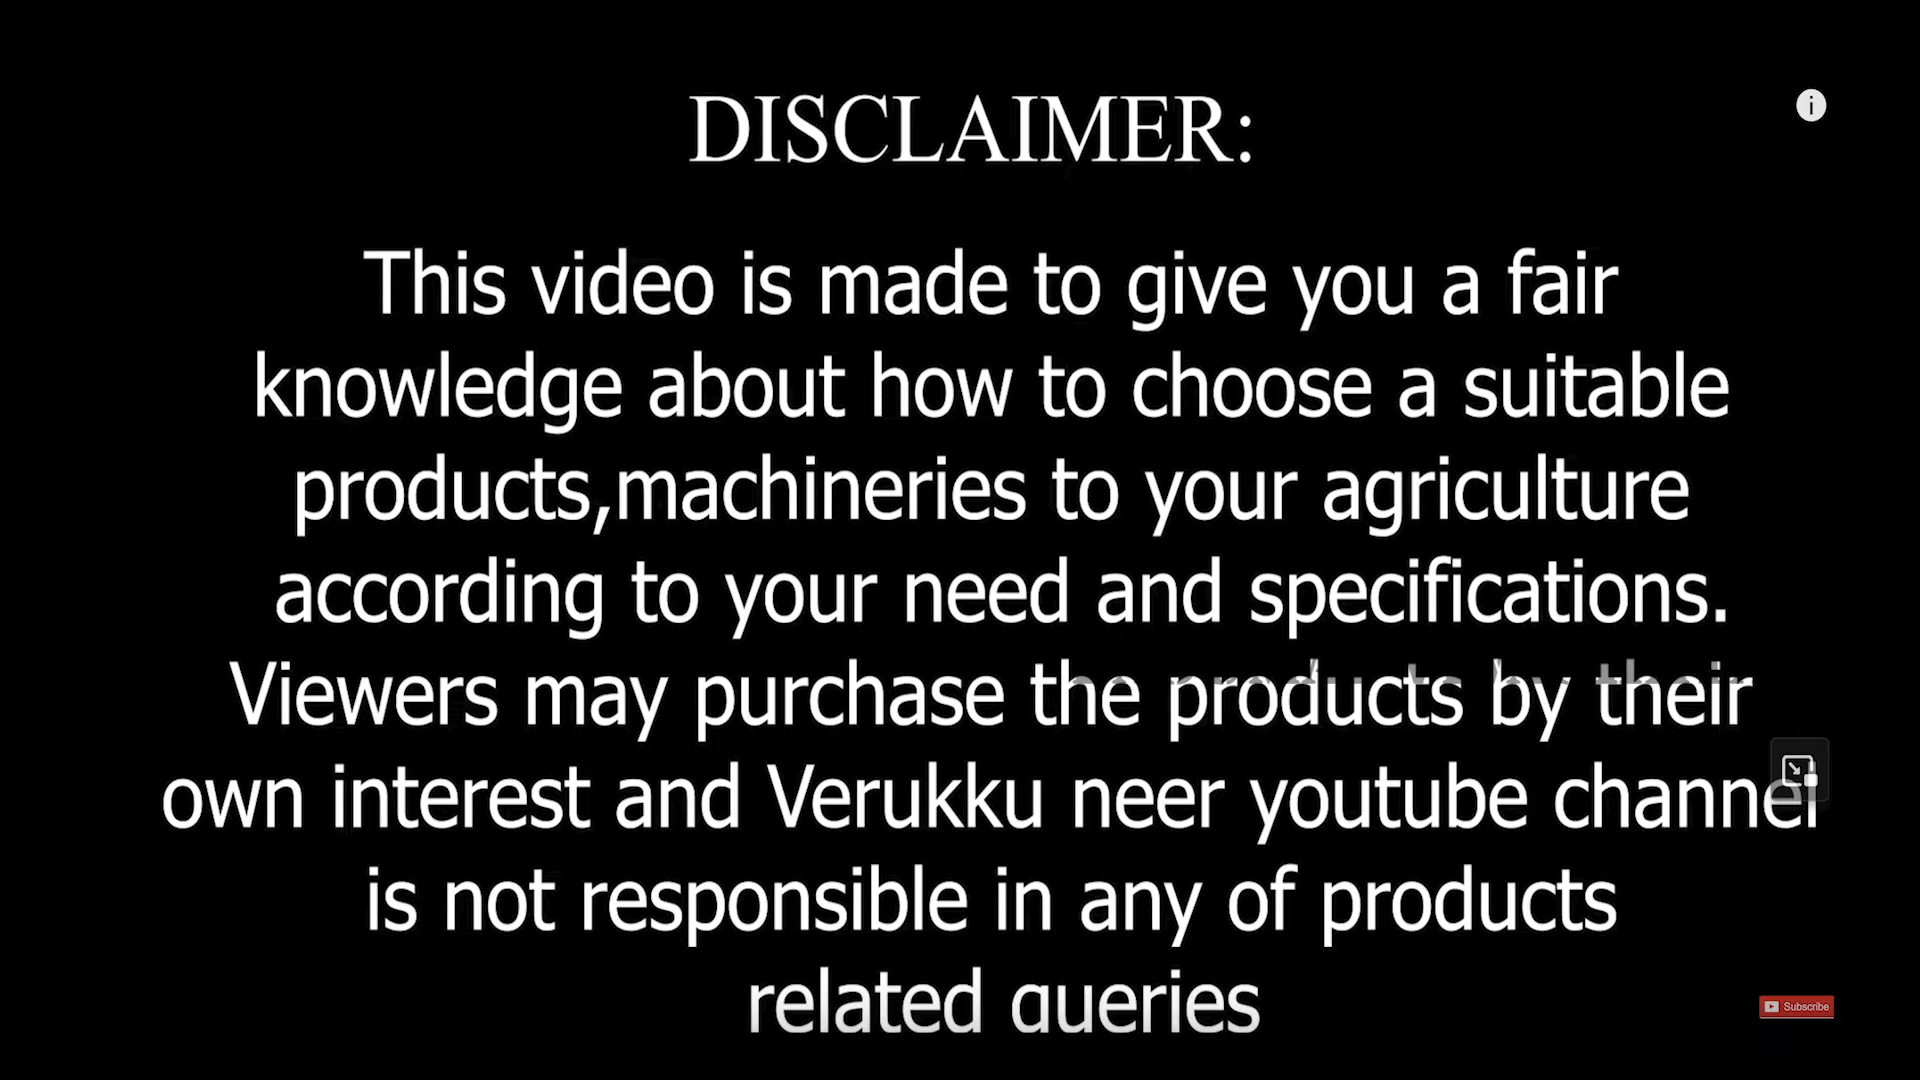 DISCLAIMER:
This video is made to give you a fair
knowledge about how to choose a suitable
products,machineries to your agriculture
according to your need and specifications.
Viewers may purchase the products by their
own interest and Verukku neer youtube channel
is not responsible in any of products
related queries
Subscribe